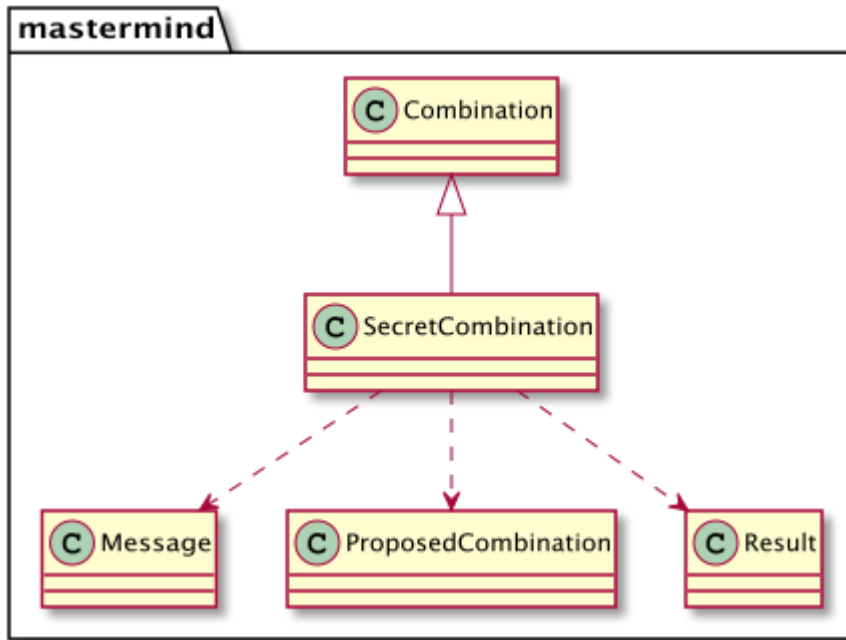 mastermind
C Combination
C SecretCombination
C Message
C ProposedCombination
C Result